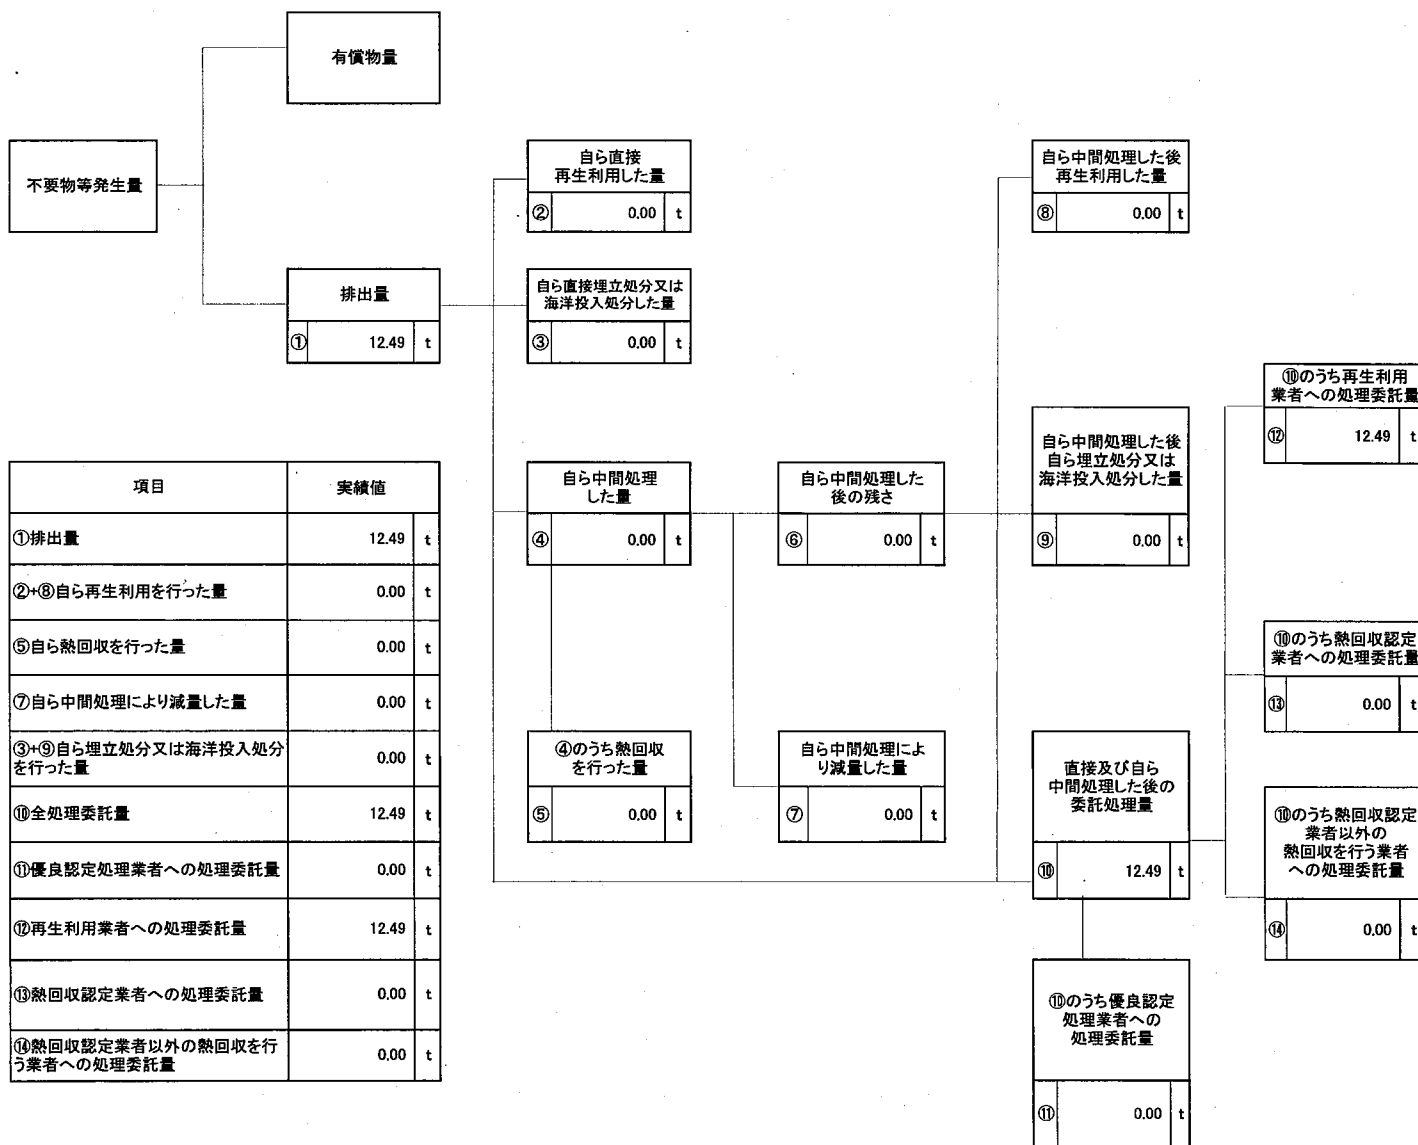 有償物量
不要物等発生量
排出量
① 12.49 t
自ら直接
再生利用した量
② 0.00 t
自ら直接埋立処分又は
海洋投入処分した量
③ 0.00 t
自ら中間処理
した量
④ 0.00 t
④のうち熱回収
を行った量
⑤ 0.00 t
自ら中間処理した
後の残さ
⑥ 0.00 t
自ら中間処理によ
り減量した量
⑦ 0.00 t
自ら中間処理した後
再生利用した量
⑧ 0.00 t
自ら中間処理した後
自ら埋立処分又は
海洋投入処分した量
⑨ 0.00 t
直接及び自ら
中間処理した後の
委託処理量
⑩ 12.49 t
⑩のうち優良認定
処理業者への
処理委託量
⑪ 0.00 t
⑩のうち再生利用
業者への処理委託量
⑫ 12.49 t
⑩のうち熱回収認定
業者への処理委託量
⑬ 0.00 t
⑩のうち熱回収認定
業者以外の
熱回収を行う業者
への処理委託量
⑭ 0.00 t
項目 実績値
①排出量 12.49 t
②+⑧自ら再生利用を行った量 0.00 t
⑤自ら熱回収を行った量 0.00 t
⑦自ら中間処理により減量した量 0.00 t
③+⑨自ら埋立処分又は海洋投入処分
を行った量 0.00 t
⑩全処理委託量 12.49 t
⑪優良認定処理業者への処理委託量 0.00 t
⑫再生利用業者への処理委託量 12.49 t
⑬熱回収認定業者への処理委託量 0.00 t
⑭熱回収認定業者以外の熱回収を行
う業者への処理委託量 0.00 t